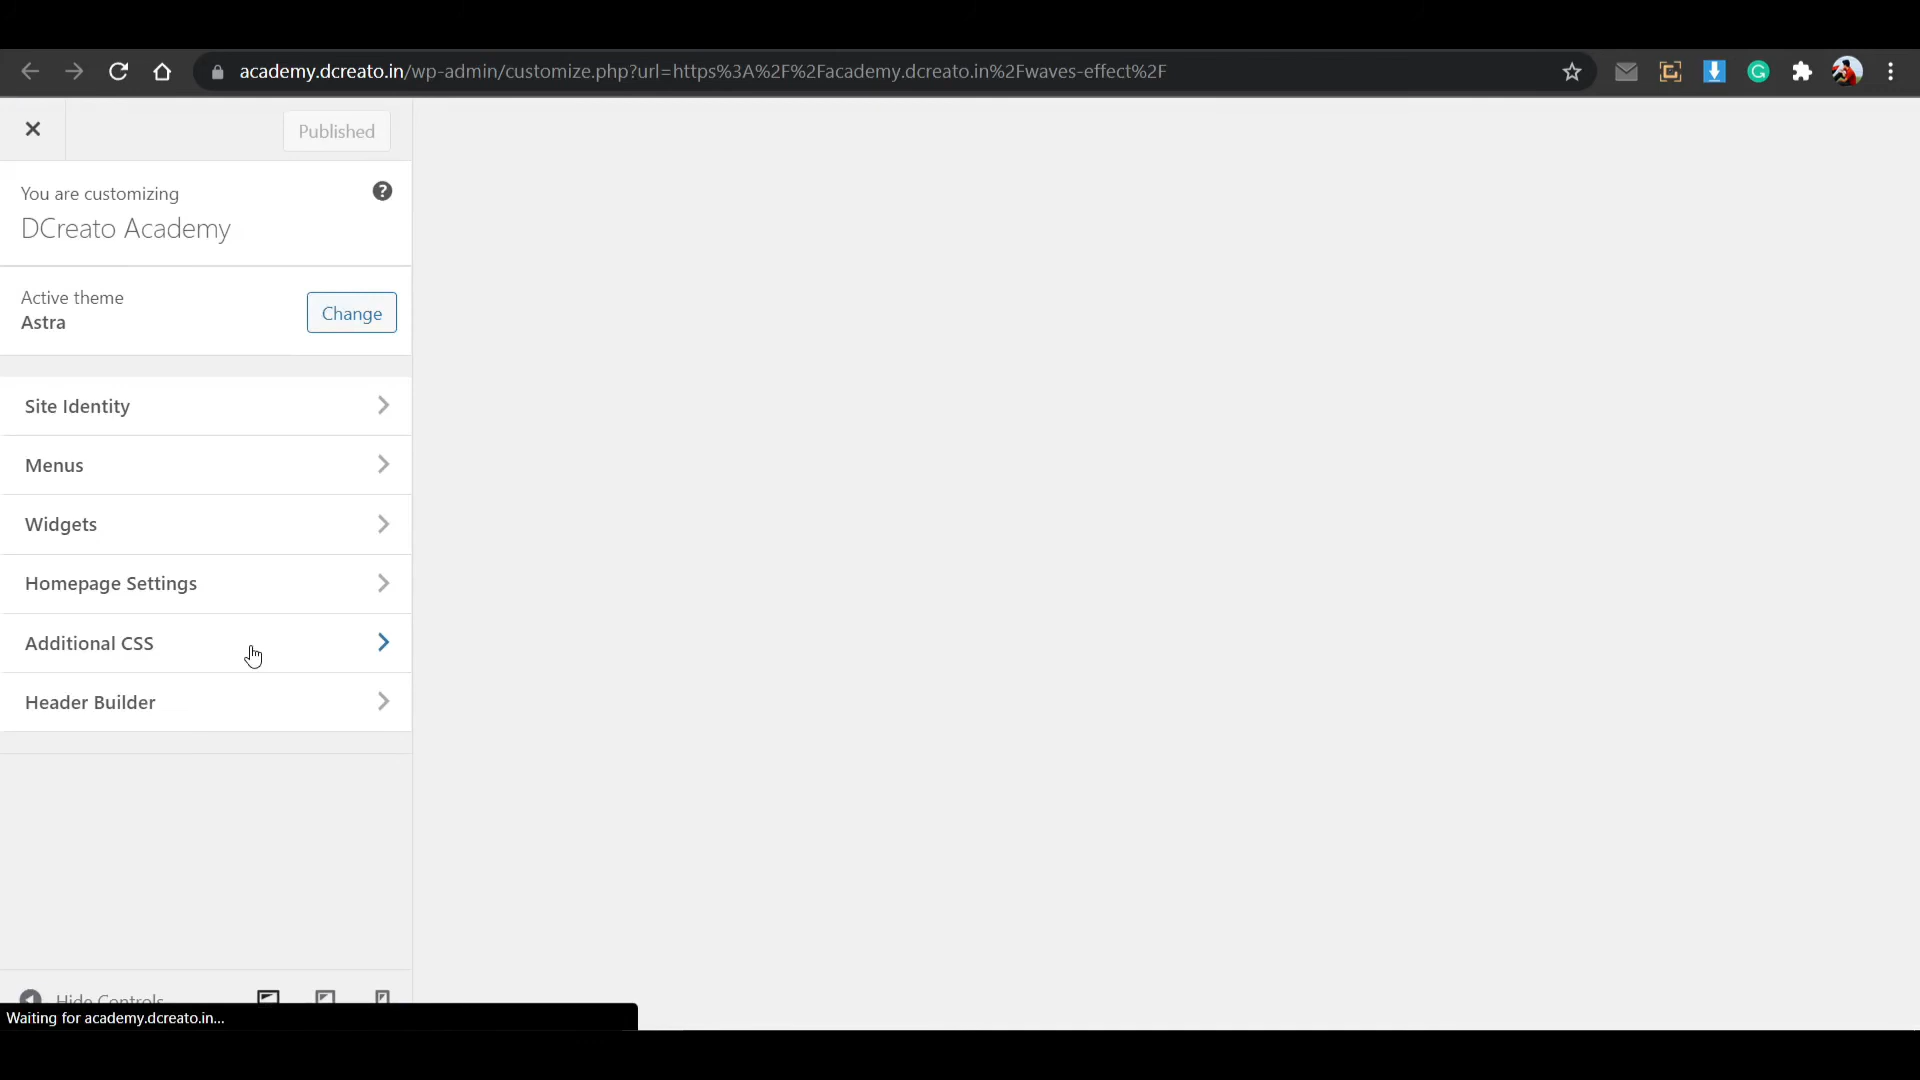 academy.dcreato.in/wp-admin/customize.php?url=https%3A%2F%2Facademy.dcreato.in%2Fwaves-effect%2F
Published
You are customizing
DCreato Academy
Active theme
Astra
Change
Site Identity
Menus
Widgets
Homepage Settings
Additional CSS
Header Builder
Hide Controls
Waiting for academy.dcreato.in...